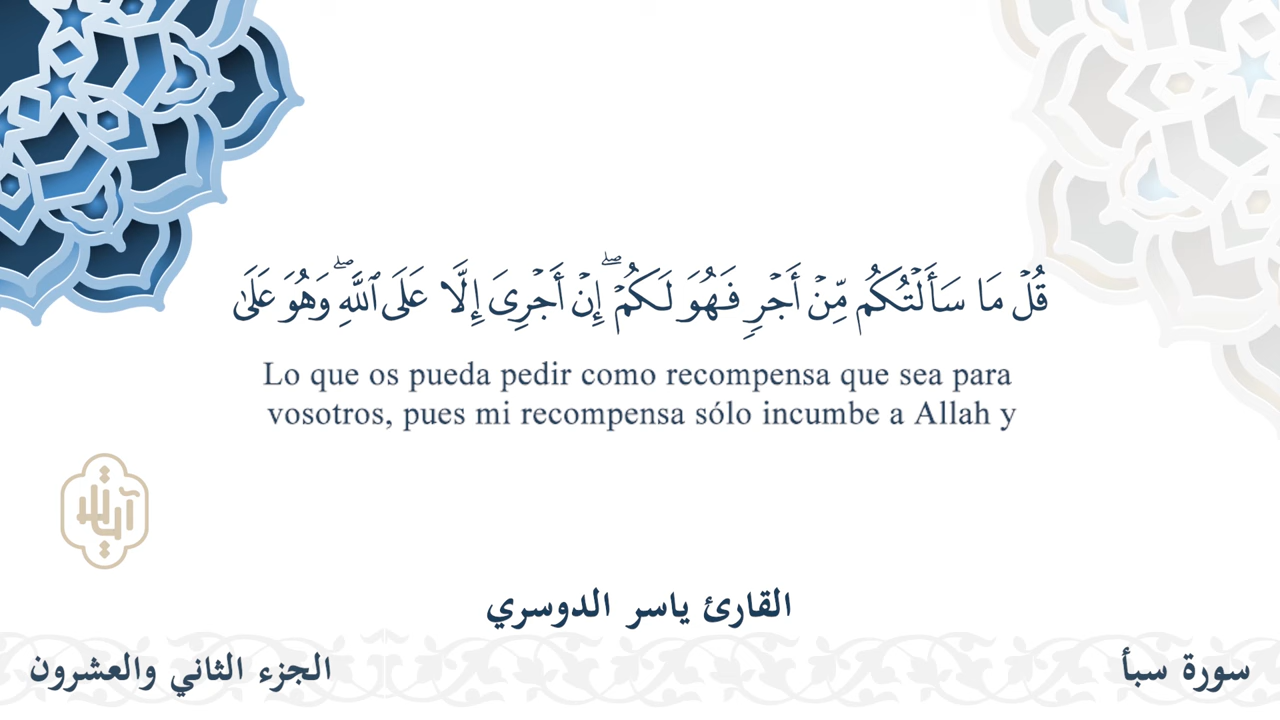 قُلۡ مَا سَأَلۡتُكُم مِّنۡ أَجۡرٖ فَهُوَ لَكُمۡۖ إِنۡ أَجۡرِيَ إِلَّا عَلَى ٱللَّهِۖ وَهُوَ عَلَىٰ
Lo que os pueda pedir como recompensa que sea para
vosotros, pues mi recompensa sólo incumbe a Allah y
القارئ ياسر الدوسري
سورة سبأ
الجزء الثاني والعشرون